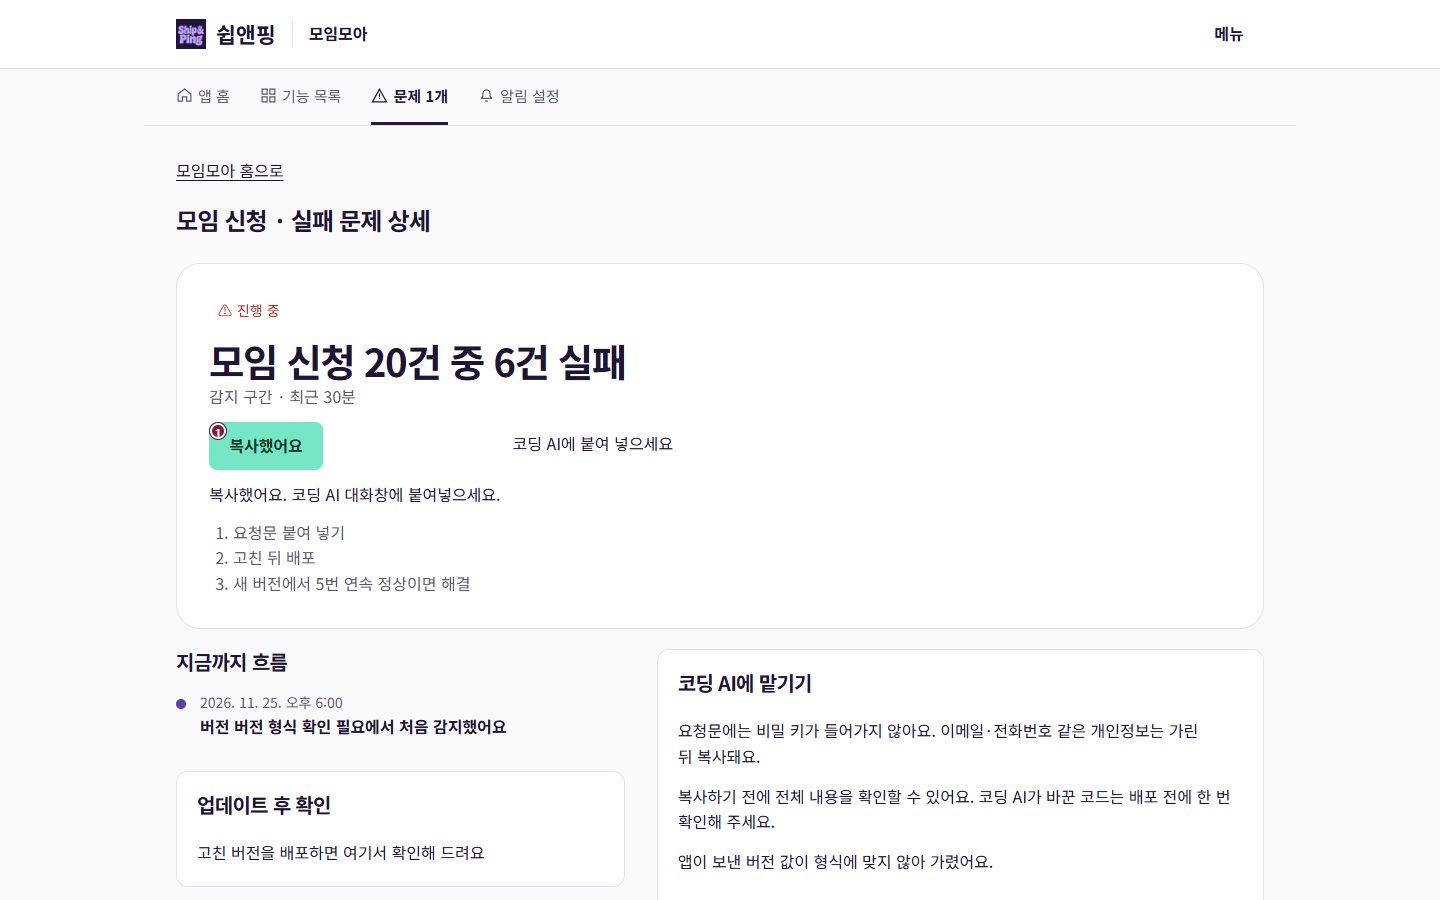 Ship&
Ping
쉽앤핑
모임모아
메뉴
앱 홈
기능 목록
문제 1개
알림 설정
모임모아 홈으로
모임 신청 · 실패 문제 상세
진행 중
모임 신청 20건 중 6건 실패
감지 구간 · 최근 30분
1
복사했어요
코딩 AI에 붙여 넣으세요
복사했어요. 코딩 AI 대화창에 붙여넣으세요.
1. 요청문 붙여 넣기
2. 고친 뒤 배포
3. 새 버전에서 5번 연속 정상이면 해결
지금까지 흐름
2026. 11. 25. 오후 6:00
버전 버전 형식 확인 필요에서 처음 감지했어요
업데이트 후 확인
고친 버전을 배포하면 여기서 확인해 드려요
코딩 AI에 맡기기
요청문에는 비밀 키가 들어가지 않아요. 이메일·전화번호 같은 개인정보는 가린
뒤 복사돼요.
복사하기 전에 전체 내용을 확인할 수 있어요. 코딩 AI가 바꾼 코드는 배포 전에 한 번
확인해 주세요.
앱이 보낸 버전 값이 형식에 맞지 않아 가렸어요.